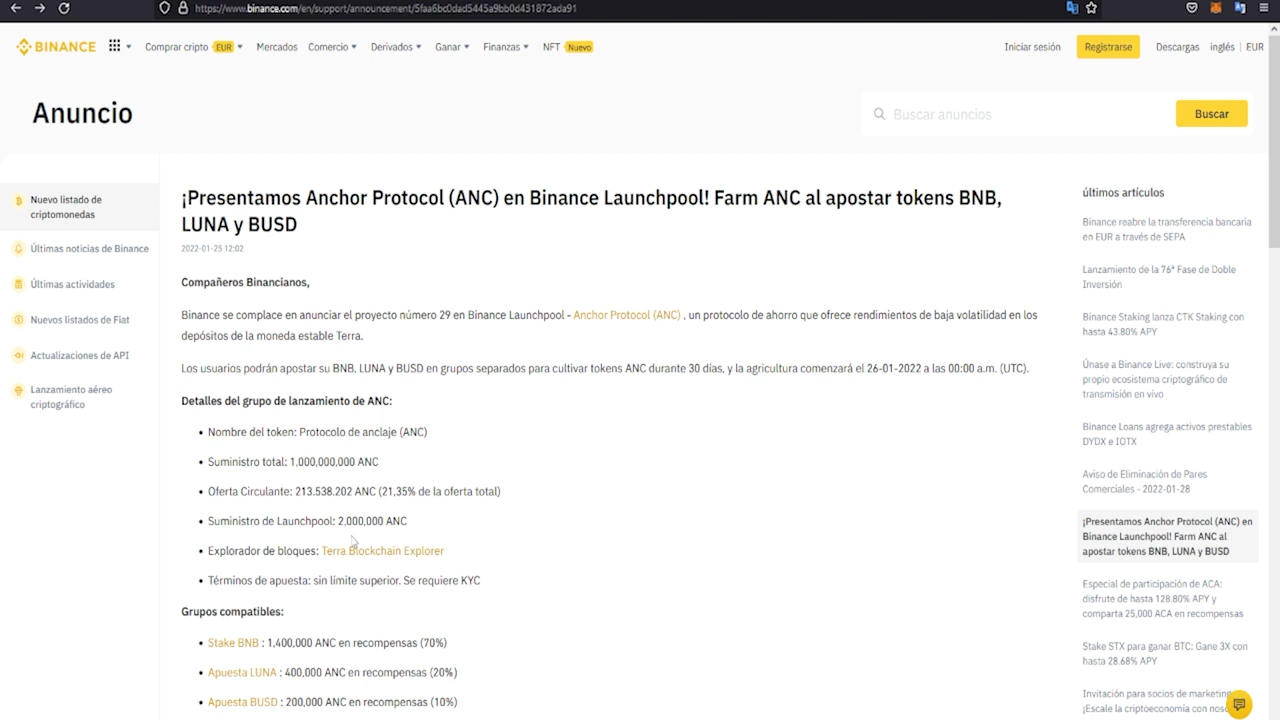 https://www.binance.com/en/support/announcement/5faa6bc0dad5445a9bb0d431872ada91
BINANCE
Comprar cripto EUR
Mercados
Comercio
Derivados
Ganar
Finanzas
NFT Nuevo
Iniciar sesión
Registrarse
Descargas
inglés | EUR
Anuncio
Buscar anuncios
Buscar
Nuevo listado de
criptomonedas
Últimas noticias de Binance
Últimas actividades
Nuevos listados de Fiat
Actualizaciones de API
Lanzamiento aéreo
criptográfico
¡Presentamos Anchor Protocol (ANC) en Binance Launchpool! Farm ANC al apostar tokens BNB,
LUNA y BUSD
2022-01-25 12:02
Compañeros Binancianos,
Binance se complace en anunciar el proyecto número 29 en Binance Launchpool - Anchor Protocol (ANC) , un protocolo de ahorro que ofrece rendimientos de baja volatilidad en los
depósitos de la moneda estable Terra.
Los usuarios podrán apostar su BNB, LUNA y BUSD en grupos separados para cultivar tokens ANC durante 30 días, y la agricultura comenzará el 26-01-2022 a las 00:00 a.m. (UTC).
Detalles del grupo de lanzamiento de ANC:
• Nombre del token: Protocolo de anclaje (ANC)
• Suministro total: 1,000,000,000 ANC
• Oferta Circulante: 213.538.202 ANC (21,35% de la oferta total)
• Suministro de Launchpool: 2,000,000 ANC
• Explorador de bloques: Terra Blockchain Explorer
• Términos de apuesta: sin límite superior. Se requiere KYC
Grupos compatibles:
• Stake BNB : 1,400,000 ANC en recompensas (70%)
• Apuesta LUNA : 400,000 ANC en recompensas (20%)
• Apuesta BUSD : 200,000 ANC en recompensas (10%)
últimos artículos
Binance reabre la transferencia bancaria
en EUR a través de SEPA
Lanzamiento de la 76ª Fase de Doble
Inversión
Binance Staking lanza CTK Staking con
hasta 43.80% APY
Únase a Binance Live: construya su
propio ecosistema criptográfico de
transmisión en vivo
Binance Loans agrega activos prestables
DYDX e IOTX
Aviso de Eliminación de Pares
Comerciales - 2022-01-28
¡Presentamos Anchor Protocol (ANC) en
Binance Launchpool! Farm ANC al
apostar tokens BNB, LUNA y BUSD
Especial de participación de ACA:
disfrute de hasta 128.80% APY y
comparta 25,000 ACA en recompensas
Stake STX para ganar BTC: Gane 3X con
hasta 28.68% APY
Invitación para socios de marketing
¡Escale la criptoeconomía con